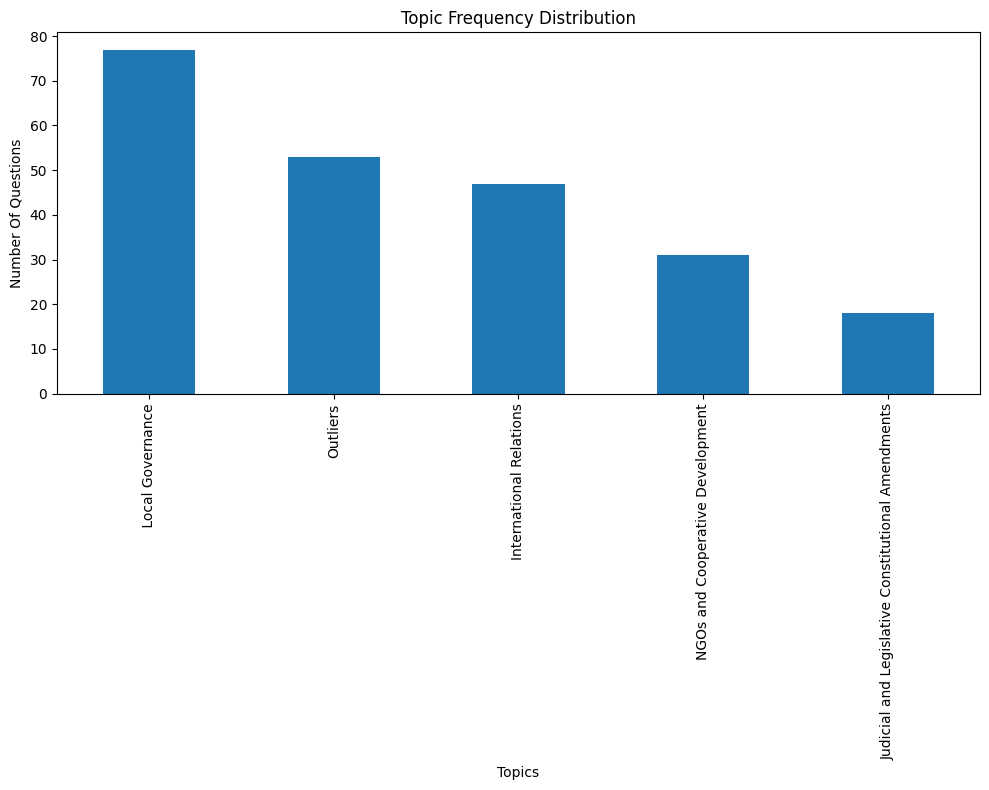 Topic Frequency Distribution
Number Of Questions
80
70
60
50
40
30
20
10
0
Local Governance
Outliers
International Relations
NGOs and Cooperative Development
Judicial and Legislative Constitutional Amendments
Topics